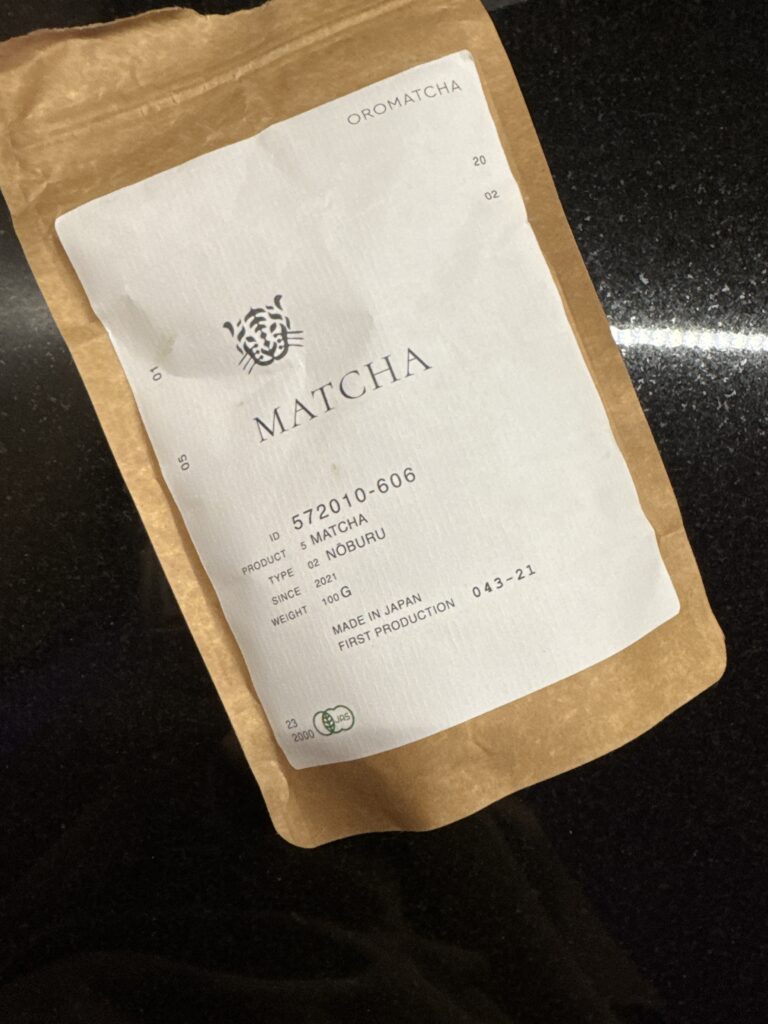 OROMATCHA
20
02
01
05
MATCHA
ID 572010-606
PRODUCT 5 MATCHA
TYPE 02 NŌBURU
SINCE 2021
WEIGHT 100G
MADE IN JAPAN
FIRST PRODUCTION 043-21
23
2000
JAS